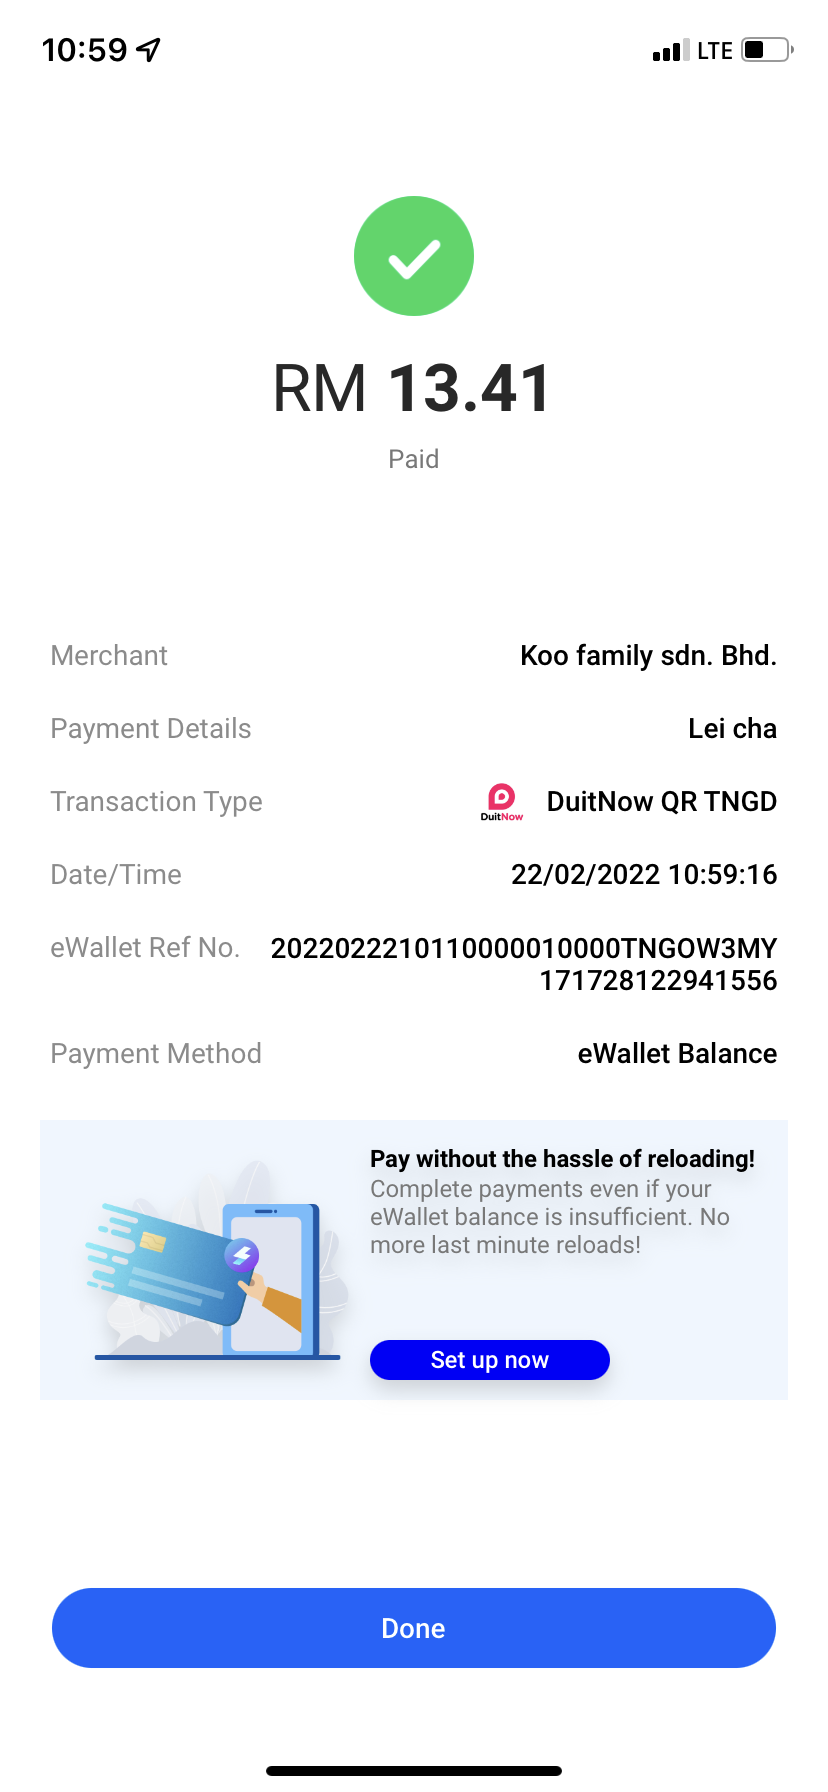 10:59 LTE
RM 13.41
Paid
Merchant Koo family sdn. Bhd.
Payment Details Lei cha
Transaction Type DuitNow DuitNow QR TNGD
Date/Time 22/02/2022 10:59:16
eWallet Ref No. 2022022210110000010000TNGOW3MY
171728122941556
Payment Method eWallet Balance
Pay without the hassle of reloading!
Complete payments even if your
eWallet balance is insufficient. No
more last minute reloads!
Set up now
Done